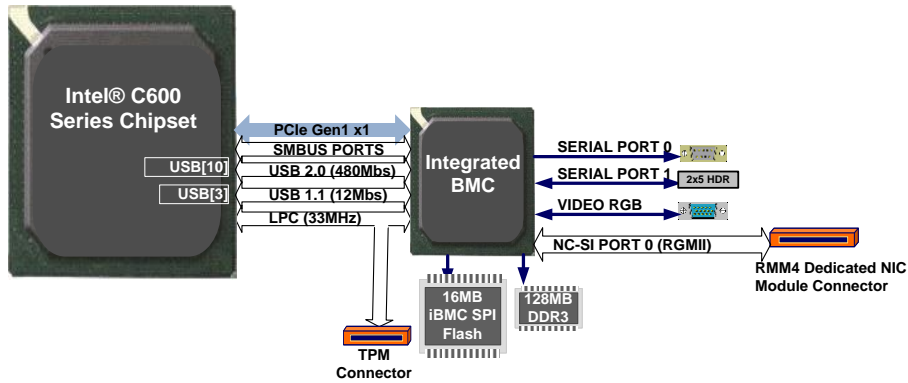 Intel® C600
Series Chipset
PCIe Gen1 x1
SMBUS PORTS
USB[10]
USB 2.0 (480Mbs)
USB[3]
USB 1.1 (12Mbs)
LPC (33MHz)
Integrated
BMC
SERIAL PORT 0
SERIAL PORT 1
2x5 HDR
VIDEO RGB
NC-SI PORT 0 (RGMII)
RMM4 Dedicated NIC
Module Connector
16MB
iBMC SPI
Flash
128MB
DDR3
TPM
Connector